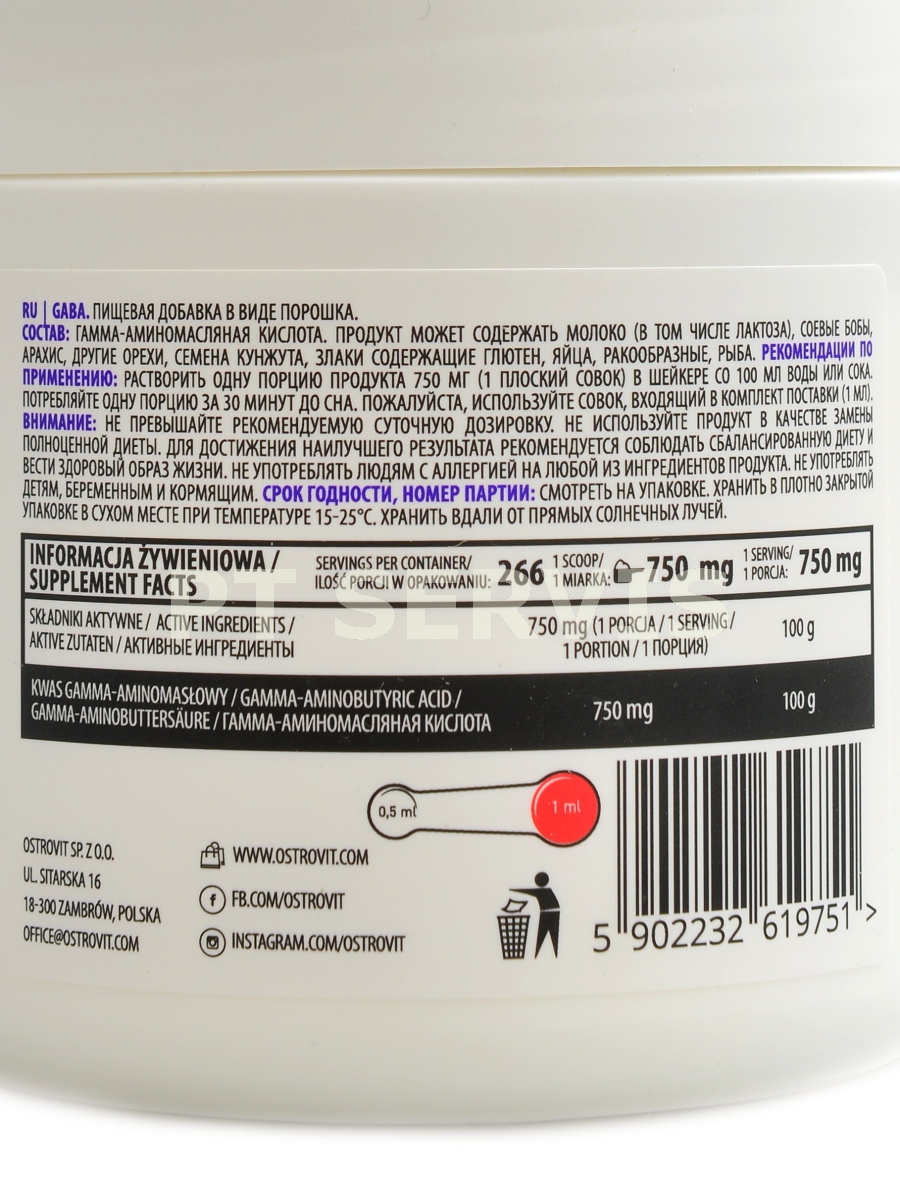 RU | GABA. ПИЩЕВАЯ ДОБАВКА В ВИДЕ ПОРОШКА.
СОСТАВ: ГАММА-АМИНОМАСЛЯНАЯ КИСЛОТА. ПРОДУКТ МОЖЕТ СОДЕРЖАТЬ МОЛОКО (В ТОМ ЧИСЛЕ ЛАКТОЗА), СОЕВЫЕ БОБЫ,
АРАХИС, ДРУГИЕ ОРЕХИ, СЕМЕНА КУНЖУТА, ЗЛАКИ СОДЕРЖАЩИЕ ГЛЮТЕН, ЯЙЦА, РАКООБРАЗНЫЕ, РЫБА. РЕКОМЕНДАЦИИ ПО
ПРИМЕНЕНИЮ: РАСТВОРИТЬ ОДНУ ПОРЦИЮ ПРОДУКТА 750 МГ (1 ПЛОСКИЙ СОВОК) В ШЕЙКЕРЕ СО 100 МЛ ВОДЫ ИЛИ СОКА.
ПОТРЕБЛЯЙТЕ ОДНУ ПОРЦИЮ ЗА 30 МИНУТ ДО СНА. ПОЖАЛУЙСТА, ИСПОЛЬЗУЙТЕ СОВОК, ВХОДЯЩИЙ В КОМПЛЕКТ ПОСТАВКИ (1 МЛ).
ВНИМАНИЕ: НЕ ПРЕВЫШАЙТЕ РЕКОМЕНДУЕМУЮ СУТОЧНУЮ ДОЗИРОВКУ. НЕ ИСПОЛЬЗУЙТЕ ПРОДУКТ В КАЧЕСТВЕ ЗАМЕНЫ
ПОЛНОЦЕННОЙ ДИЕТЫ. ДЛЯ ДОСТИЖЕНИЯ НАИЛУЧШЕГО РЕЗУЛЬТАТА РЕКОМЕНДУЕТСЯ СОБЛЮДАТЬ СБАЛАНСИРОВАННУЮ ДИЕТУ И
ВЕСТИ ЗДОРОВЫЙ ОБРАЗ ЖИЗНИ. НЕ УПОТРЕБЛЯТЬ ЛЮДЯМ С АЛЛЕРГИЕЙ НА ЛЮБОЙ ИЗ ИНГРЕДИЕНТОВ ПРОДУКТА. НЕ УПОТРЕБЛЯТЬ
ДЕТЯМ, БЕРЕМЕННЫМ И КОРМЯЩИМ. СРОК ГОДНОСТИ, НОМЕР ПАРТИИ: СМОТРЕТЬ НА УПАКОВКЕ. ХРАНИТЬ В ПЛОТНО ЗАКРЫТОЙ
УПАКОВКЕ В СУХОМ МЕСТЕ ПРИ ТЕМПЕРАТУРЕ 15-25°C. ХРАНИТЬ ВДАЛИ ОТ ПРЯМЫХ СОЛНЕЧНЫХ ЛУЧЕЙ.
INFORMACJA ŻYWIENIOWA /
SUPPLEMENT FACTS
SERVINGS PER CONTAINER/
ILOŚĆ PORCJI W OPAKOWANIU: 266
1 SCOOP/
1 MIARKA: 750 mg
1 SERVING/
1 PORCJA: 750 mg
PT SERVIS
SKŁADNIKI AKTYWNE / ACTIVE INGREDIENTS /
AKTIVE ZUTATEN / АКТИВНЫЕ ИНГРЕДИЕНТЫ
750 mg (1 PORCJA / 1 SERVING /
1 PORTION / 1 ПОРЦИЯ)
100 g
KWAS GAMMA-AMINOMASŁOWY / GAMMA-AMINOBUTYRIC ACID /
GAMMA-AMINOBUTTERSÄURE / ГАММА-АМИНОМАСЛЯНАЯ КИСЛОТА
750 mg
100 g
0,5 ml
1 ml
OSTROVIT SP. Z O.O.
UL. SITARSKA 16
18-300 ZAMBRÓW, POLSKA
OFFICE@OSTROVIT.COM
WWW.OSTROVIT.COM
FB.COM/OSTROVIT
INSTAGRAM.COM/OSTROVIT
5 902232 619751 >